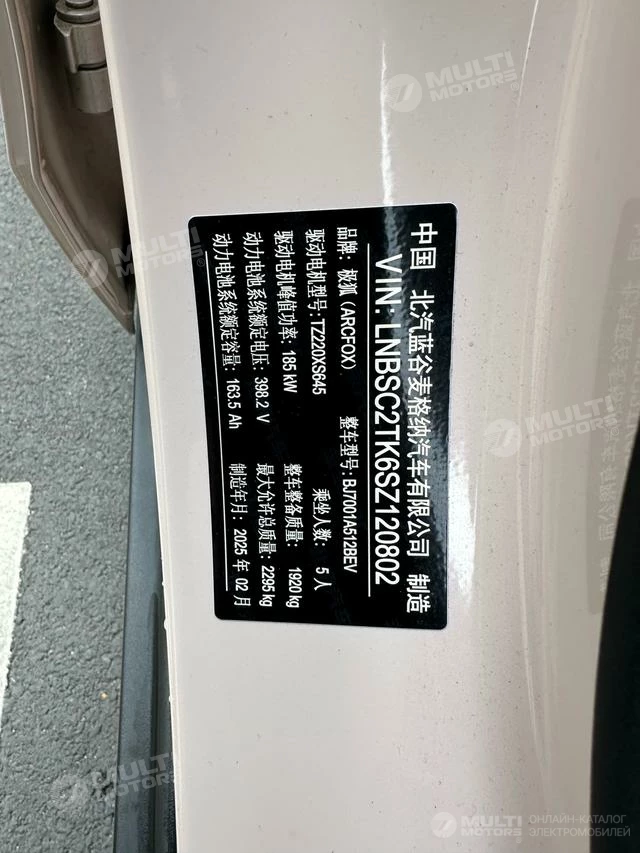 中国 北汽蓝谷麦格纳汽车有限公司 制造
VIN: LNBSC2TK6SZ120802
品牌: 极狐 (ARCFOX) 整车型号: BJ7001A512BEV
驱动电机型号: TZ220XS645 乘坐人数: 5 人
驱动电机峰值功率: 185 kW 整车整备质量: 1920 kg
动力电池系统额定电压: 398.2 V 最大允许总质量: 2295 kg
动力电池系统额定容量: 163.5 Ah 制造年月: 2025 年 02 月
MULTI MOTORS®
MULTI MOTORS®
MULTI MOTORS®
MULTI MOTORS
MULTI MOTORS® ОНЛАЙН-КАТАЛОГ ЭЛЕКТРОМОБИЛЕЙ